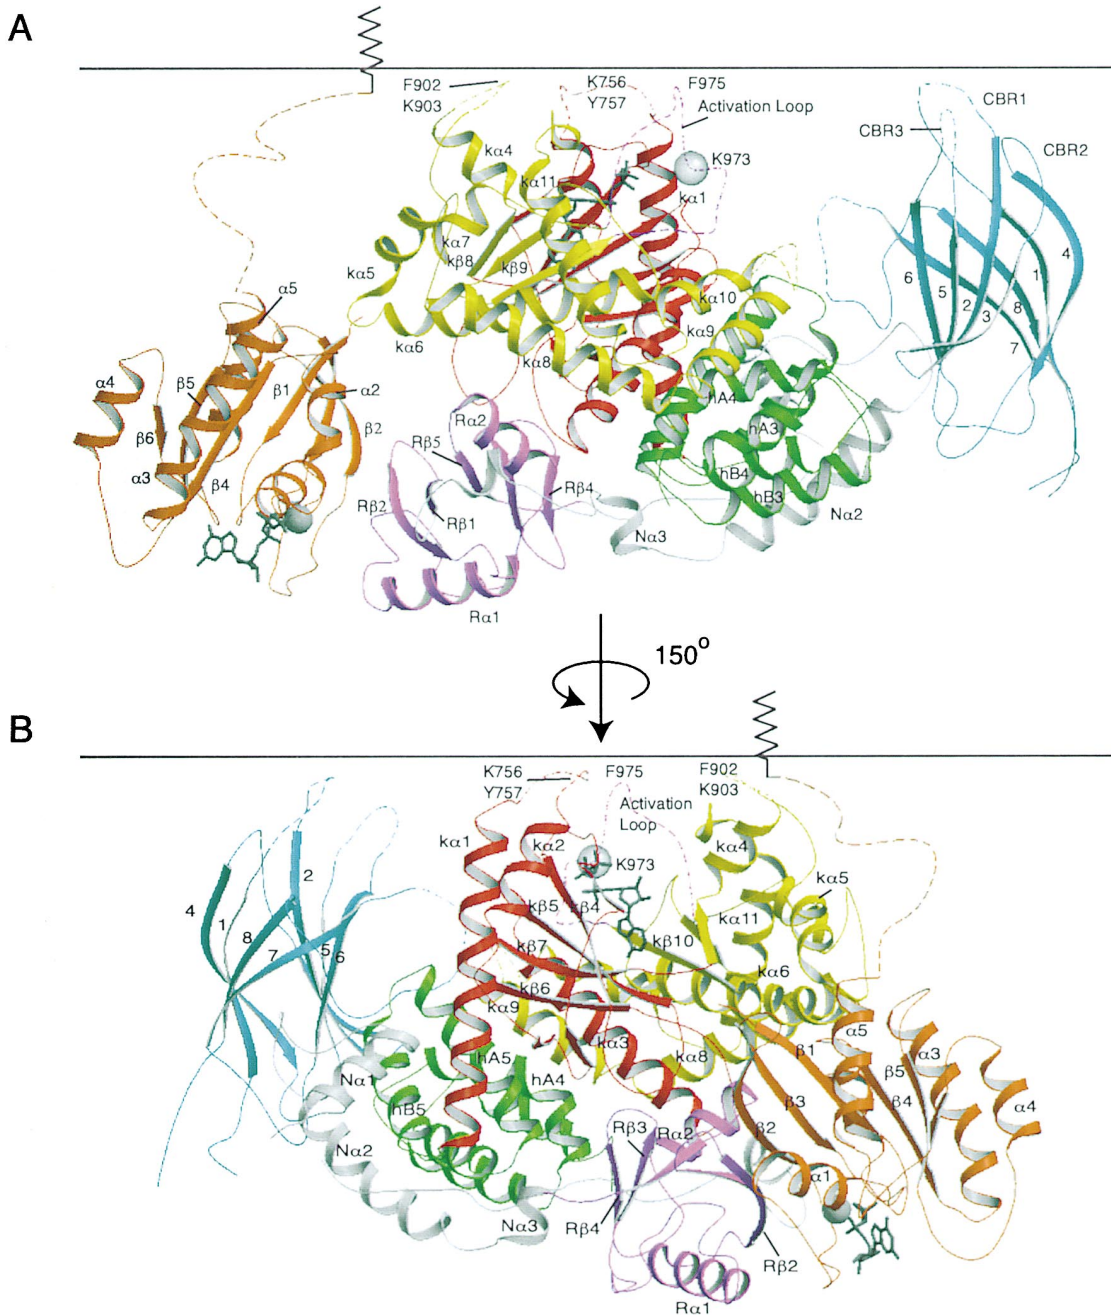 A
F902
K903
K756
Y757
F975
Activation Loop
K973
CBR1
CBR3
CBR2
kα4
kα11
kα1
kα7
kβ8
kβ9
kα5
kα10
kα9
kα6
kα8
6
5
2
3
8
1
4
7
α5
α4
β5
β1
α2
β6
β2
α3
β4
Rα2
Rβ5
Rβ4
Rβ2
Rβ1
Rα1
hA4
hA3
hB4
hB3
Nα2
Nα3
150°
B
K756
Y757
F975
F902
K903
Activation
Loop
K973
kα1
kα2
kα4
kα5
kβ5
kβ4
kα11
kβ7
kβ10
kα6
kβ6
kα9
kα3
kα8
4
1
2
8
7
5
6
Nα1
hA5
hA4
hB5
Nα2
Nα3
Rβ3
Rα2
Rβ4
Rβ2
Rα1
β1
α5
α3
β5
β3
β4
α4
β2
α1